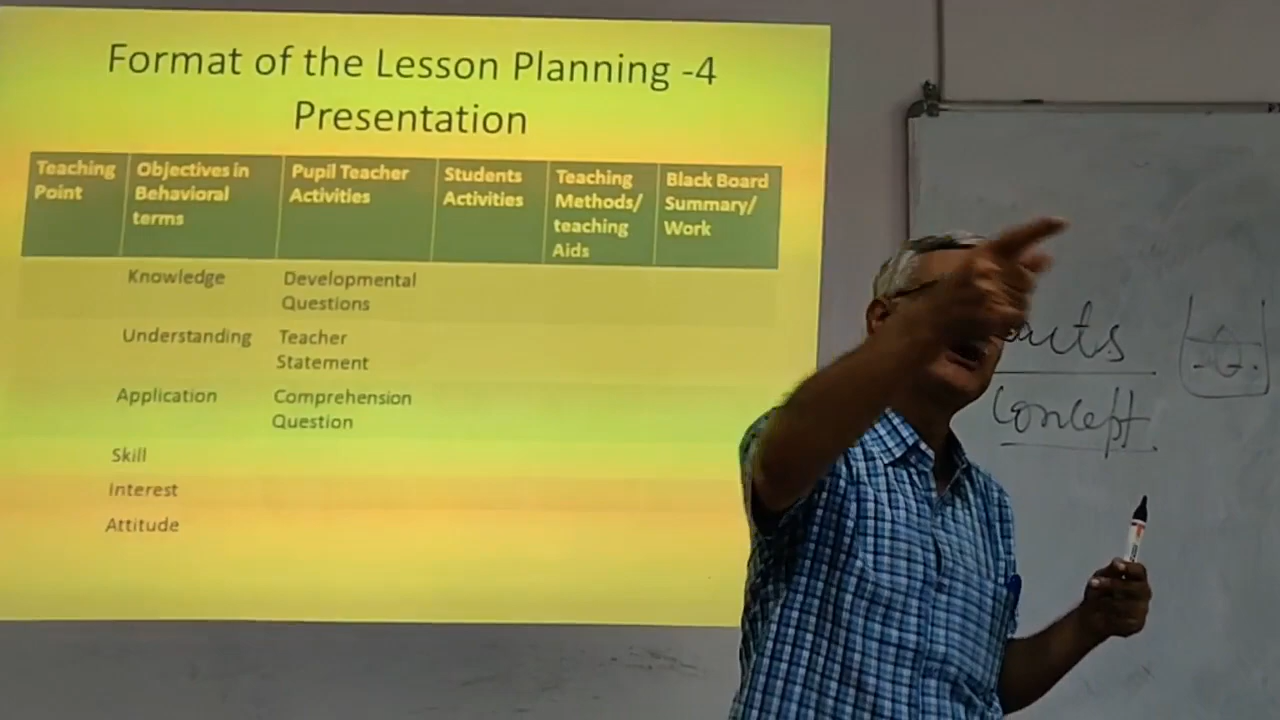 Format of the Lesson Planning -4
Presentation
Teaching Point
Objectives in Behavioral terms
Pupil Teacher Activities
Students Activities
Teaching Methods/ teaching Aids
Black Board Summary/ Work
Knowledge
Developmental Questions
Understanding
Teacher Statement
Application
Comprehension Question
Skill
Interest
Attitude
Concept